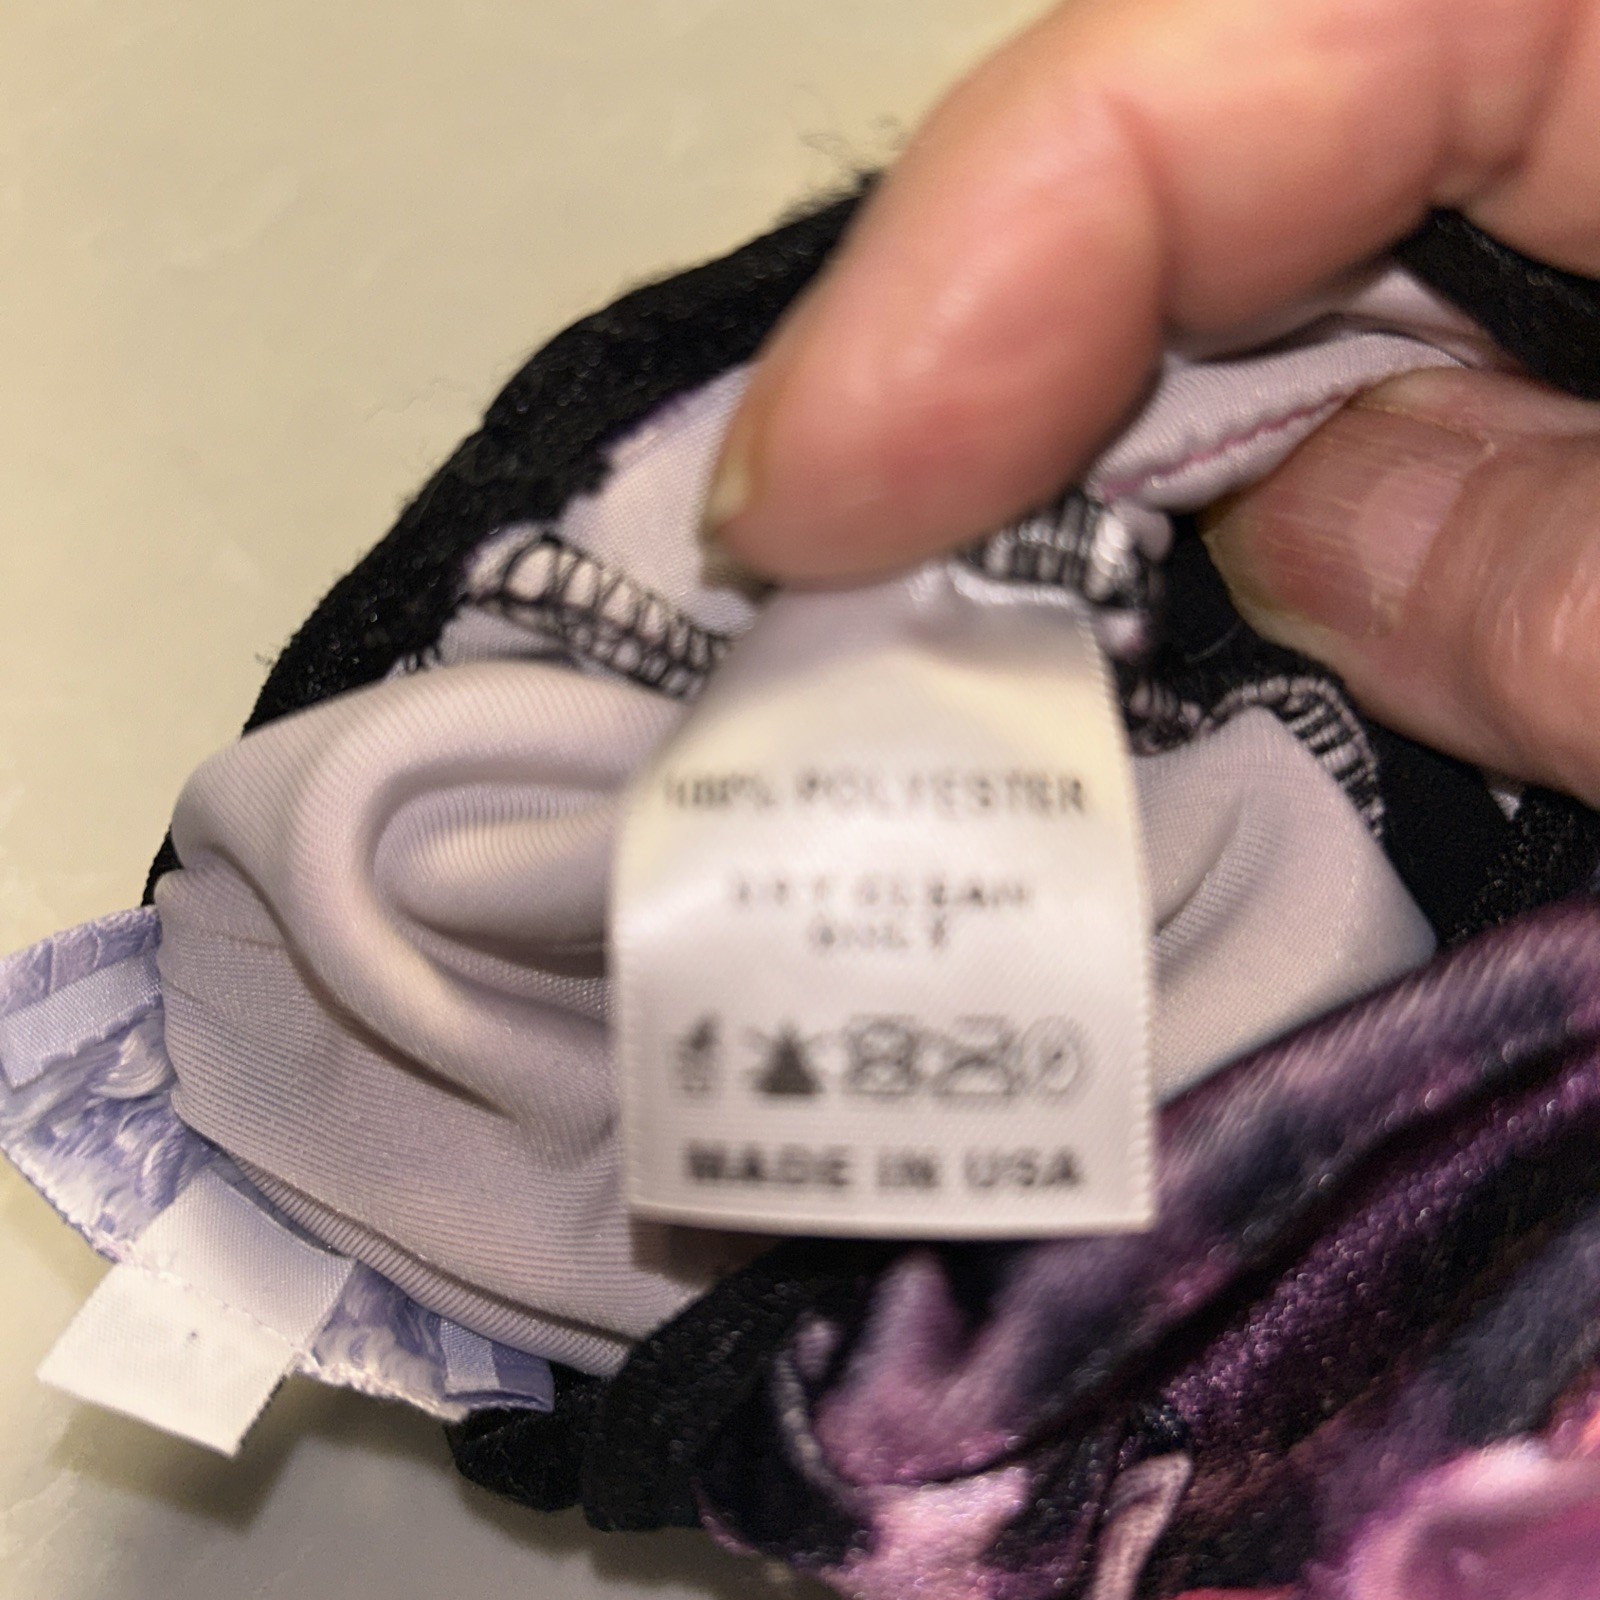 100% POLYESTER
DRY CLEAN
ONLY
MADE IN USA